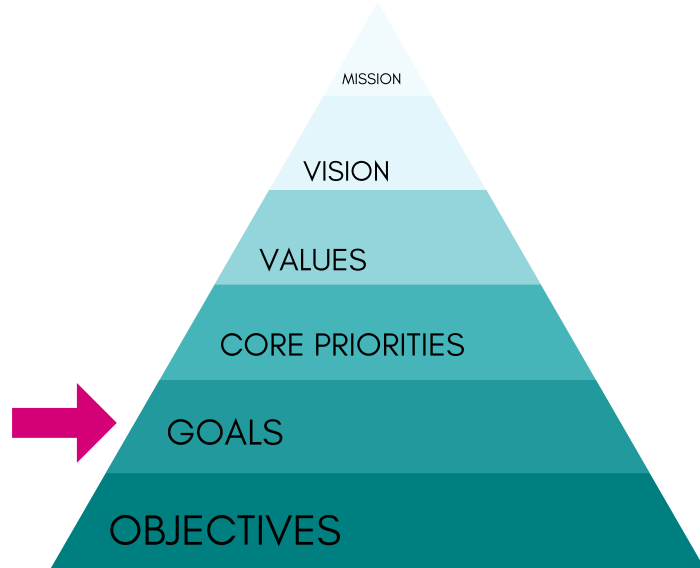 MISSION
VISION
VALUES
CORE PRIORITIES
GOALS
OBJECTIVES